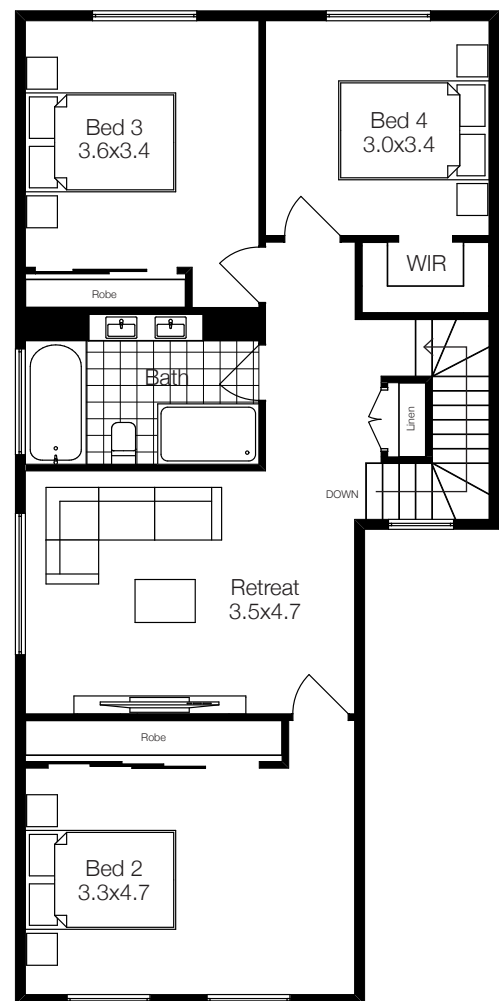 Bed 3
3.6x3.4
Bed 4
3.0x3.4
WIR
Robe
Bath
Linen
DOWN
Retreat
3.5x4.7
Robe
Bed 2
3.3x4.7